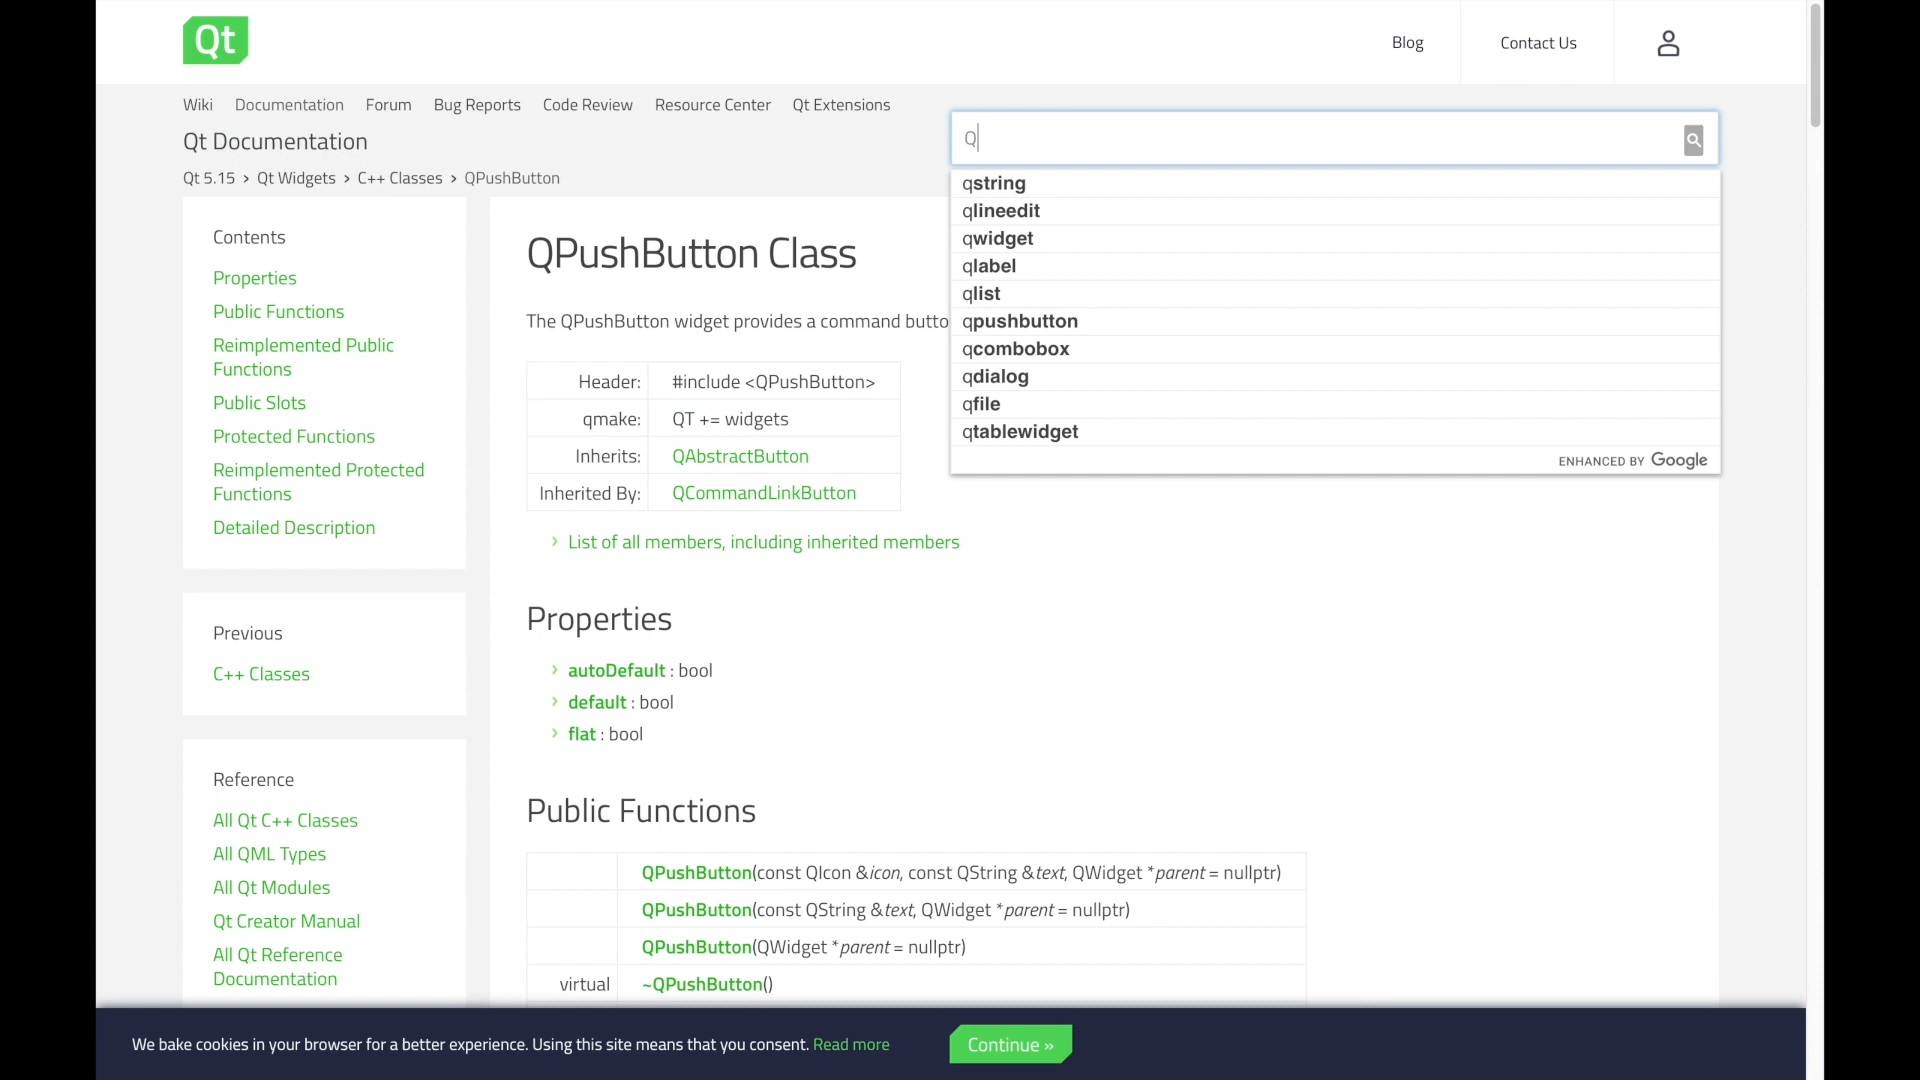 Qt
Blog
Contact Us
Wiki
Documentation
Forum
Bug Reports
Code Review
Resource Center
Qt Extensions
Qt Documentation
Qt 5.15 › Qt Widgets › C++ Classes › QPushButton
Q
qstring
qlineedit
qwidget
qlabel
qlist
qpushbutton
qcombobox
qdialog
qfile
qtablewidget
ENHANCED BY Google
Contents
Properties
Public Functions
Reimplemented Public
Functions
Public Slots
Protected Functions
Reimplemented Protected
Functions
Detailed Description
Previous
C++ Classes
Reference
All Qt C++ Classes
All QML Types
All Qt Modules
Qt Creator Manual
All Qt Reference
Documentation
QPushButton Class
The QPushButton widget provides a command butto
Header: #include <QPushButton>
qmake: QT += widgets
Inherits: QAbstractButton
Inherited By: QCommandLinkButton
› List of all members, including inherited members
Properties
› autoDefault : bool
› default : bool
› flat : bool
Public Functions
QPushButton(const QIcon &icon, const QString &text, QWidget *parent = nullptr)
QPushButton(const QString &text, QWidget *parent = nullptr)
QPushButton(QWidget *parent = nullptr)
virtual ~QPushButton()
We bake cookies in your browser for a better experience. Using this site means that you consent. Read more
Continue »